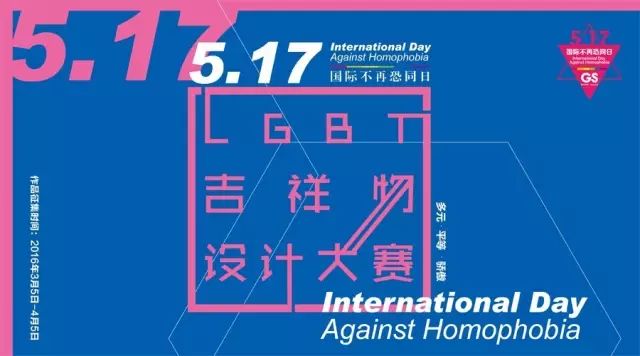 5.17
5.17
International Day
Against Homophobia
国际不再恐同日
5.17
国际不再恐同日
International Day
Against Homophobia
GS
LGBT
吉祥物
设计大赛
多元 平等 骄傲
作品征集时间：2016年3月5日-4月5日
International Day
Against Homophobia